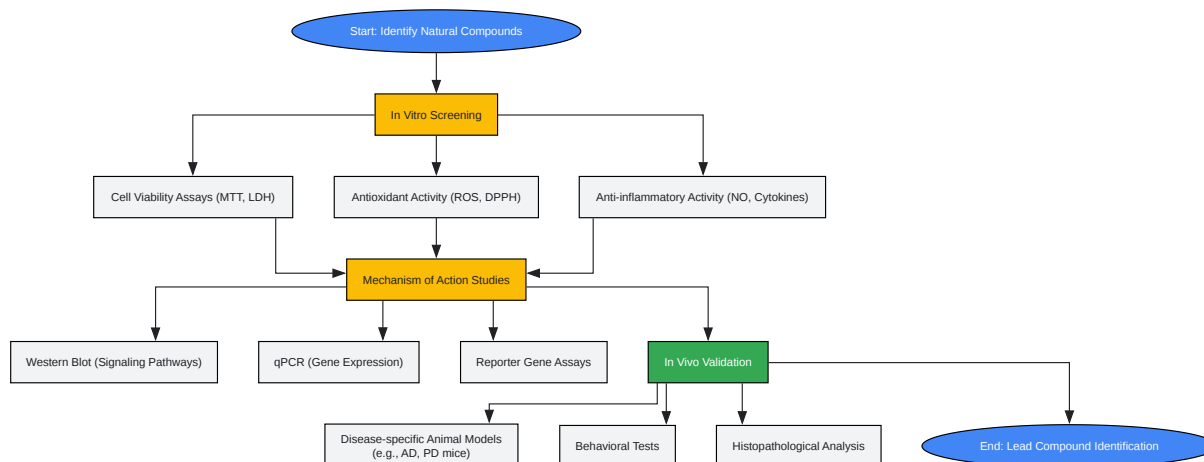 Start: Identify Natural Compounds
In Vitro Screening
Cell Viability Assays (MTT, LDH)
Antioxidant Activity (ROS, DPPH)
Anti-inflammatory Activity (NO, Cytokines)
Mechanism of Action Studies
Western Blot (Signaling Pathways)
qPCR (Gene Expression)
Reporter Gene Assays
In Vivo Validation
Disease-specific Animal Models
(e.g., AD, PD mice)
Behavioral Tests
Histopathological Analysis
End: Lead Compound Identification